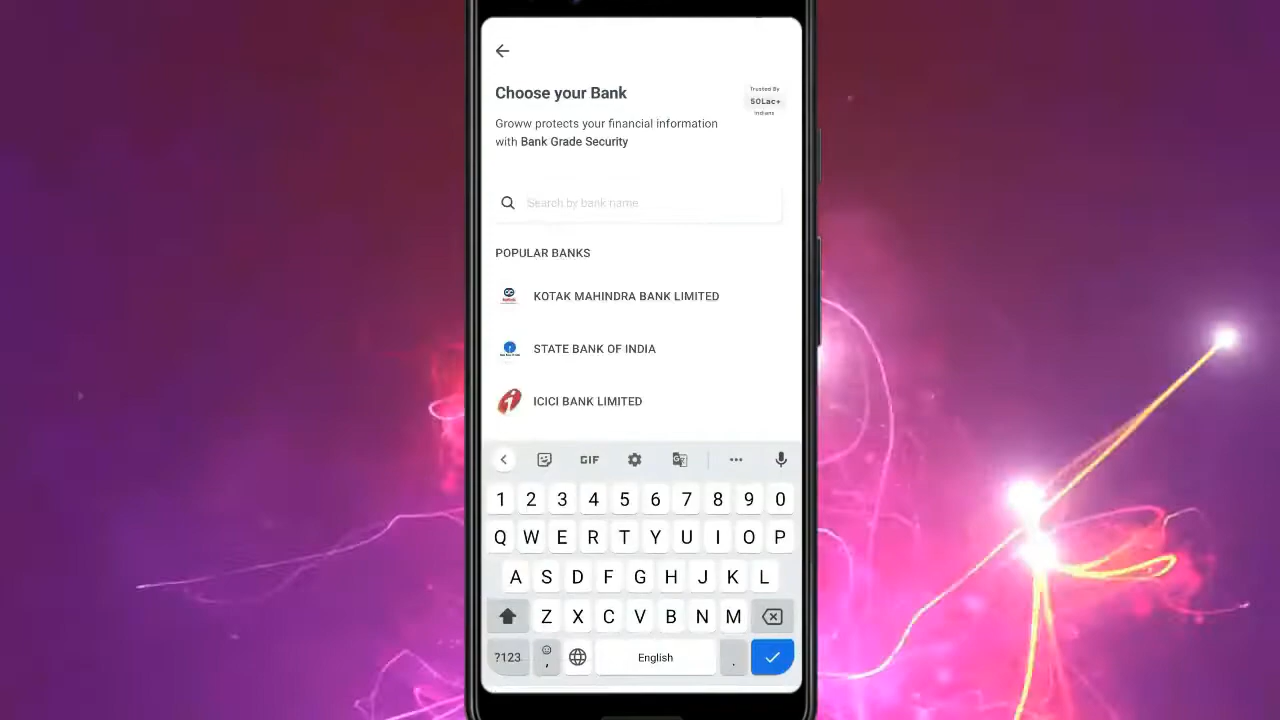 Choose your Bank
Trusted By
50Lac+
Indians
Groww protects your financial information
with Bank Grade Security
Search by bank name
POPULAR BANKS
KOTAK MAHINDRA BANK LIMITED
STATE BANK OF INDIA
ICICI BANK LIMITED
GIF
1 2 3 4 5 6 7 8 9 0
Q W E R T Y U I O P
A S D F G H J K L
Z X C V B N M
?123 , English .